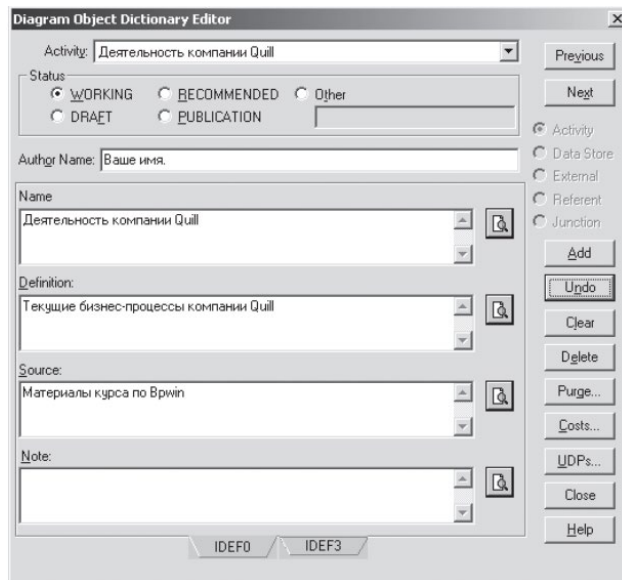 Diagram Object Dictionary Editor
Activity: Деятельность компании Quill
Status
WORKING RECOMMENDED Other
DRAFT PUBLICATION
Author Name: Ваше имя.
Name
Деятельность компании Quill
Definition:
Текущие бизнес-процессы компании Quill
Source:
Материалы курса по Bpwin
Note:
IDEF0 IDEF3
Previous
Next
Activity
Data Store
External
Referent
Junction
Add
Undo
Clear
Delete
Purge...
Costs...
UDPs...
Close
Help